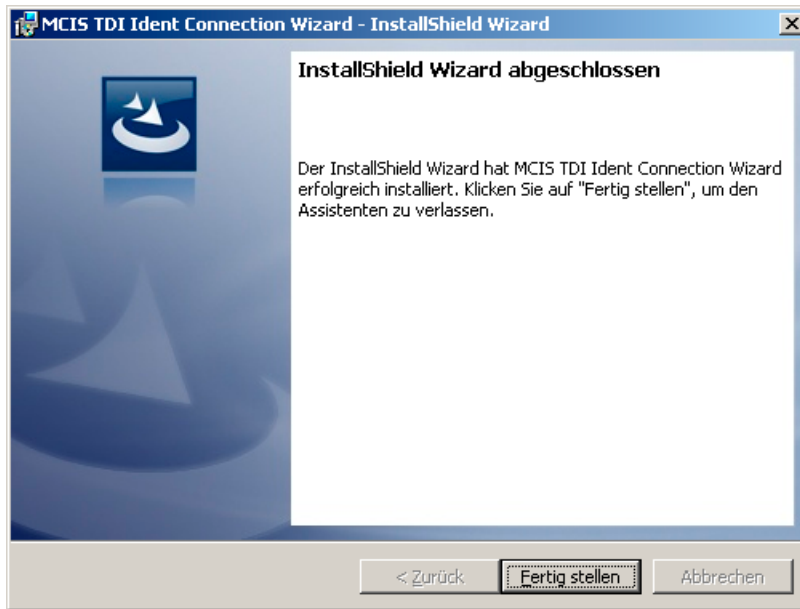 MCIS TDI Ident Connection Wizard - InstallShield Wizard
InstallShield Wizard abgeschlossen
Der InstallShield Wizard hat MCIS TDI Ident Connection Wizard
erfolgreich installiert. Klicken Sie auf "Fertig stellen", um den
Assistenten zu verlassen.
< Zurück
Fertig stellen
Abbrechen